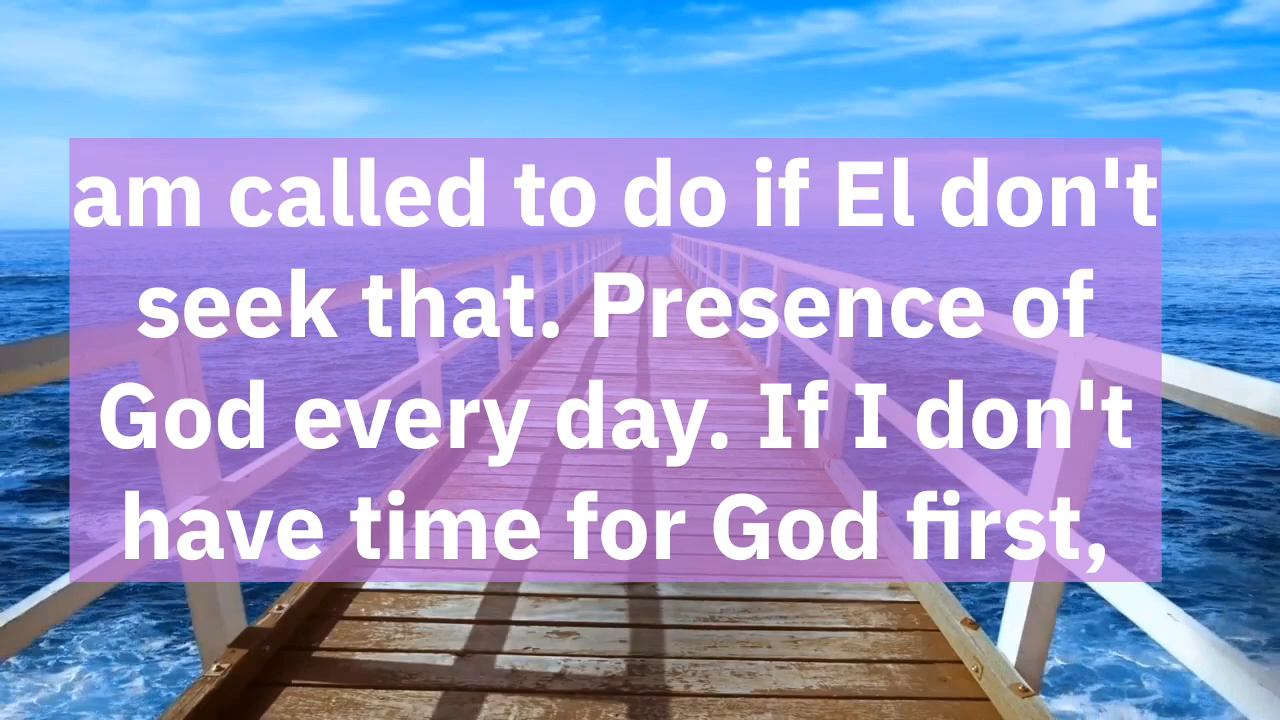 am called to do if El don't
seek that. Presence of
God every day. If I don't
have time for God first,